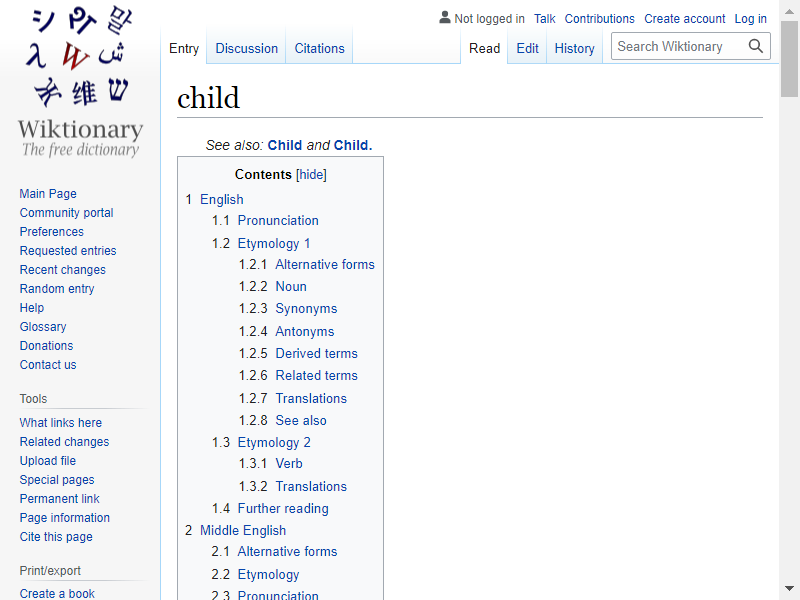 Not logged in Talk Contributions Create account Log in
Entry Discussion Citations Read Edit History Search Wiktionary
Wiktionary
The free dictionary
Main Page
Community portal
Preferences
Requested entries
Recent changes
Random entry
Help
Glossary
Donations
Contact us
Tools
What links here
Related changes
Upload file
Special pages
Permanent link
Page information
Cite this page
Print/export
Create a book
child
See also: Child and Child.
Contents [hide]
1 English
1.1 Pronunciation
1.2 Etymology 1
1.2.1 Alternative forms
1.2.2 Noun
1.2.3 Synonyms
1.2.4 Antonyms
1.2.5 Derived terms
1.2.6 Related terms
1.2.7 Translations
1.2.8 See also
1.3 Etymology 2
1.3.1 Verb
1.3.2 Translations
1.4 Further reading
2 Middle English
2.1 Alternative forms
2.2 Etymology
2.3 Pronunciation